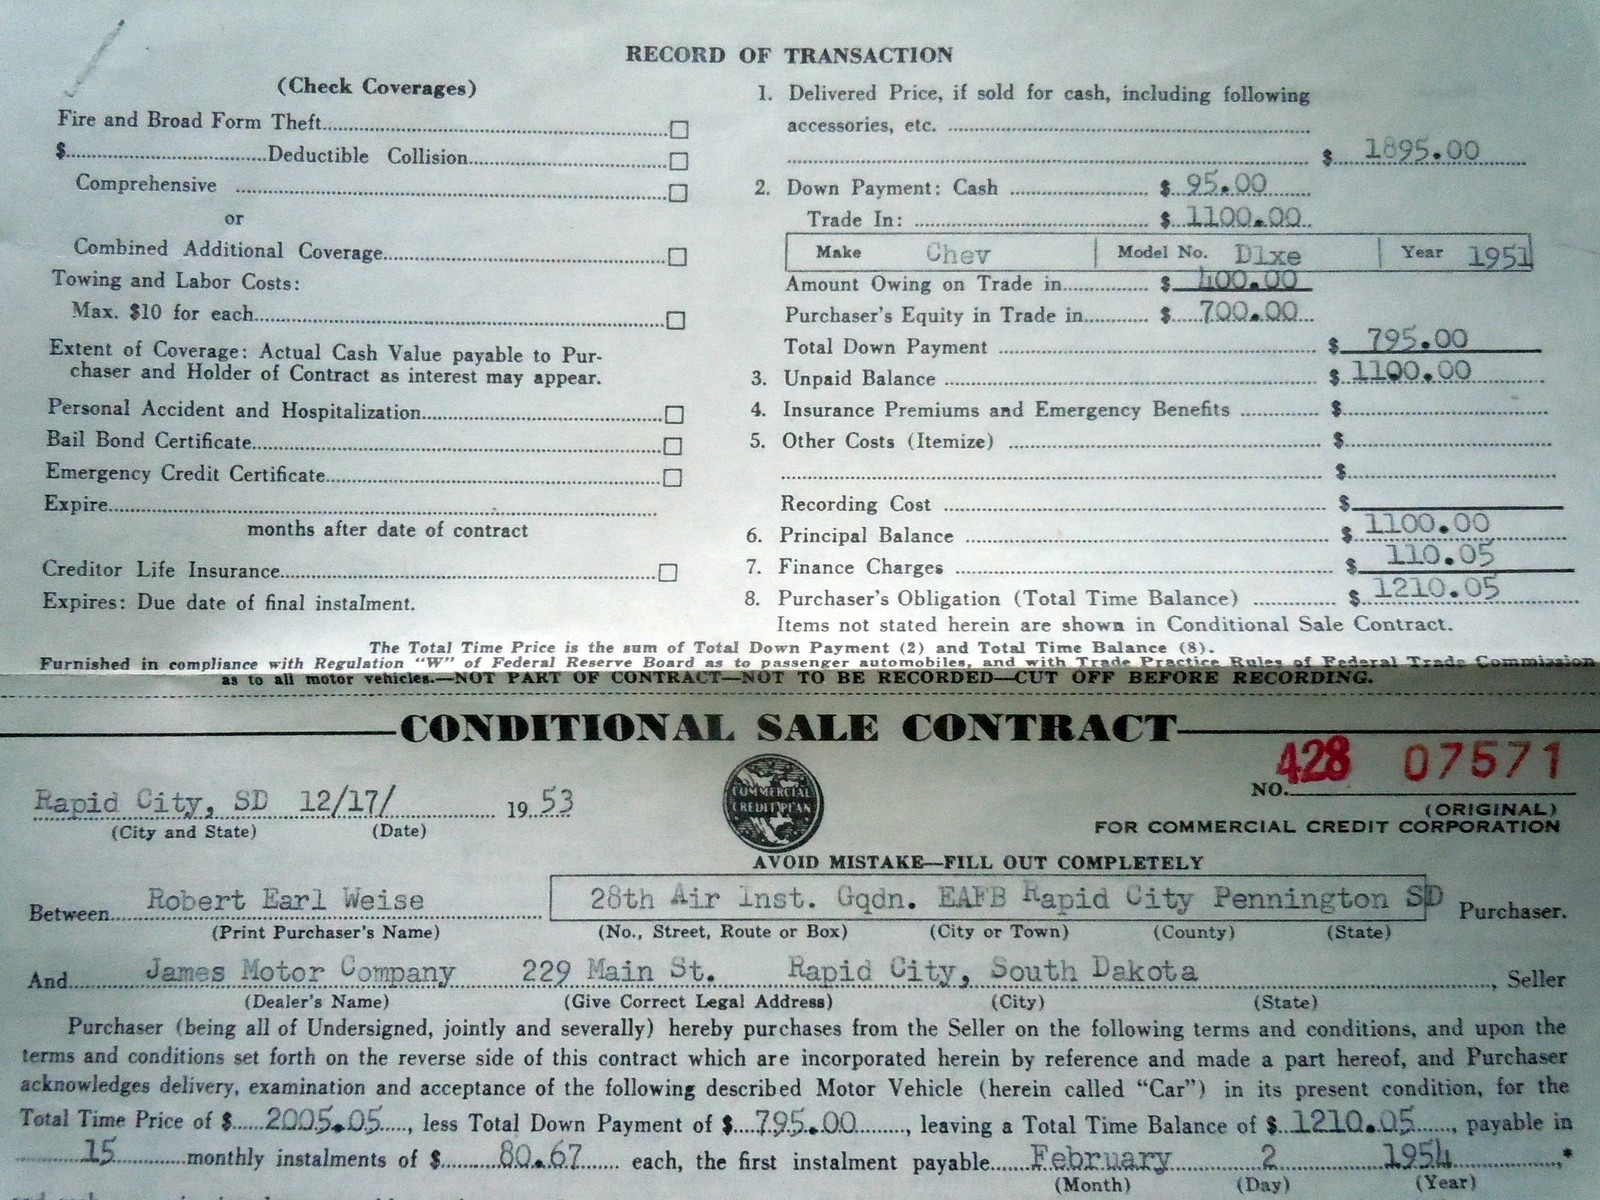 RECORD OF TRANSACTION
(Check Coverages)
Fire and Broad Form Theft
$ Deductible Collision
Comprehensive
or
Combined Additional Coverage
Towing and Labor Costs:
Max. $10 for each
Extent of Coverage: Actual Cash Value payable to Pur-
chaser and Holder of Contract as interest may appear.
Personal Accident and Hospitalization
Bail Bond Certificate
Emergency Credit Certificate
Expire
months after date of contract
Creditor Life Insurance
Expires: Due date of final instalment.
1. Delivered Price, if sold for cash, including following
accessories, etc.
$ 1895.00
2. Down Payment: Cash $ 95.00
Trade In: $ 1100.00
Make Chev Model No. Dlxe Year 1951
Amount Owing on Trade in $ 400.00
Purchaser's Equity in Trade in $ 700.00
Total Down Payment $ 795.00
3. Unpaid Balance $ 1100.00
4. Insurance Premiums and Emergency Benefits $
5. Other Costs (Itemize) $
$
Recording Cost $
6. Principal Balance $ 1100.00
7. Finance Charges $ 110.05
8. Purchaser's Obligation (Total Time Balance) $ 1210.05
Items not stated herein are shown in Conditional Sale Contract.
The Total Time Price is the sum of Total Down Payment (2) and Total Time Balance (8).
Furnished in compliance with Regulation "W" of Federal Reserve Board as to passenger automobiles, and with Trade Practice Rules of Federal Trade Commission
as to all motor vehicles.—NOT PART OF CONTRACT—NOT TO BE RECORDED—CUT OFF BEFORE RECORDING.
CONDITIONAL SALE CONTRACT
NO. 428 07571
Rapid City, SD 12/17/ 19 53
(City and State) (Date)
COMMERCIAL
CREDIT PLAN
(ORIGINAL)
FOR COMMERCIAL CREDIT CORPORATION
AVOID MISTAKE—FILL OUT COMPLETELY
Between Robert Earl Weise 28th Air Inst. Gqdn. EAFB Rapid City Pennington SD Purchaser.
(Print Purchaser's Name) (No., Street, Route or Box) (City or Town) (County) (State)
And James Motor Company 229 Main St. Rapid City, South Dakota, Seller
(Dealer's Name) (Give Correct Legal Address) (City) (State)
Purchaser (being all of Undersigned, jointly and severally) hereby purchases from the Seller on the following terms and conditions, and upon the
terms and conditions set forth on the reverse side of this contract which are incorporated herein by reference and made a part hereof, and Purchaser
acknowledges delivery, examination and acceptance of the following described Motor Vehicle (herein called "Car") in its present condition, for the
Total Time Price of $ 2005.05, less Total Down Payment of $ 795.00, leaving a Total Time Balance of $ 1210.05, payable in
15 monthly instalments of $ 80.67 each, the first instalment payable February 2 1954,*
(Month) (Day) (Year)